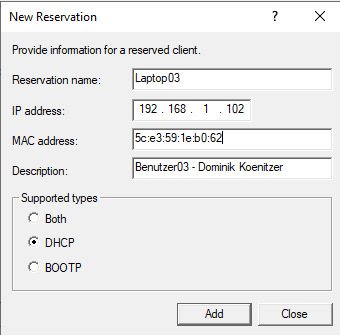 New Reservation
Provide information for a reserved client.
Reservation name: Laptop03
IP address: 192 . 168 . 1 . 102
MAC address: 5c:e3:59:1e:b0:62
Description: Benutzer03 - Dominik Koenitzer
Supported types
Both
DHCP
BOOTP
Add Close